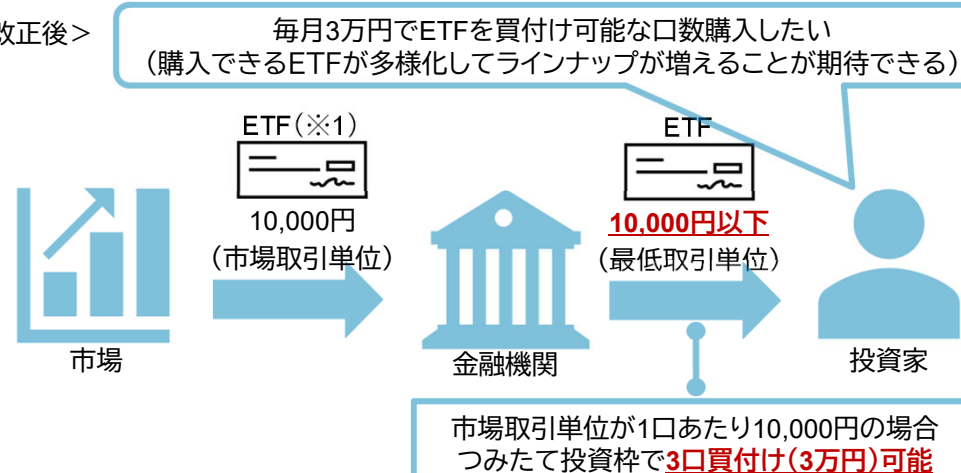 改正後＞
毎月3万円でETFを買付け可能な口数購入したい
（購入できるETFが多様化してラインナップが増えることが期待できる）
ETF（※1）
ETF
10,000円
（市場取引単位）
10,000円以下
（最低取引単位）
市場
金融機関
投資家
市場取引単位が1口あたり10,000円の場合
つみたて投資枠で3口買付け（3万円）可能